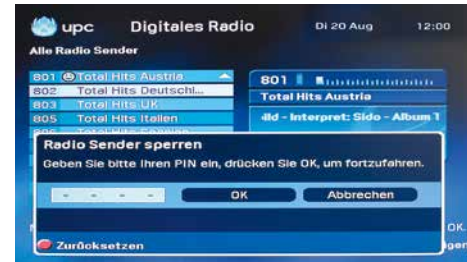 upc Digitales Radio Di 20 Aug 12:00
Alle Radio Sender
801 Total Hits Austria
802 Total Hits Deutschl...
803 Total Hits UK
805 Total Hits Italien
801
Total Hits Austria
ild - Interpret: Sido - Album 1
Radio Sender sperren
Geben Sie bitte Ihren PIN ein, drücken Sie OK, um fortzufahren.
- - - - OK Abbrechen
OK.
Zurücksetzen